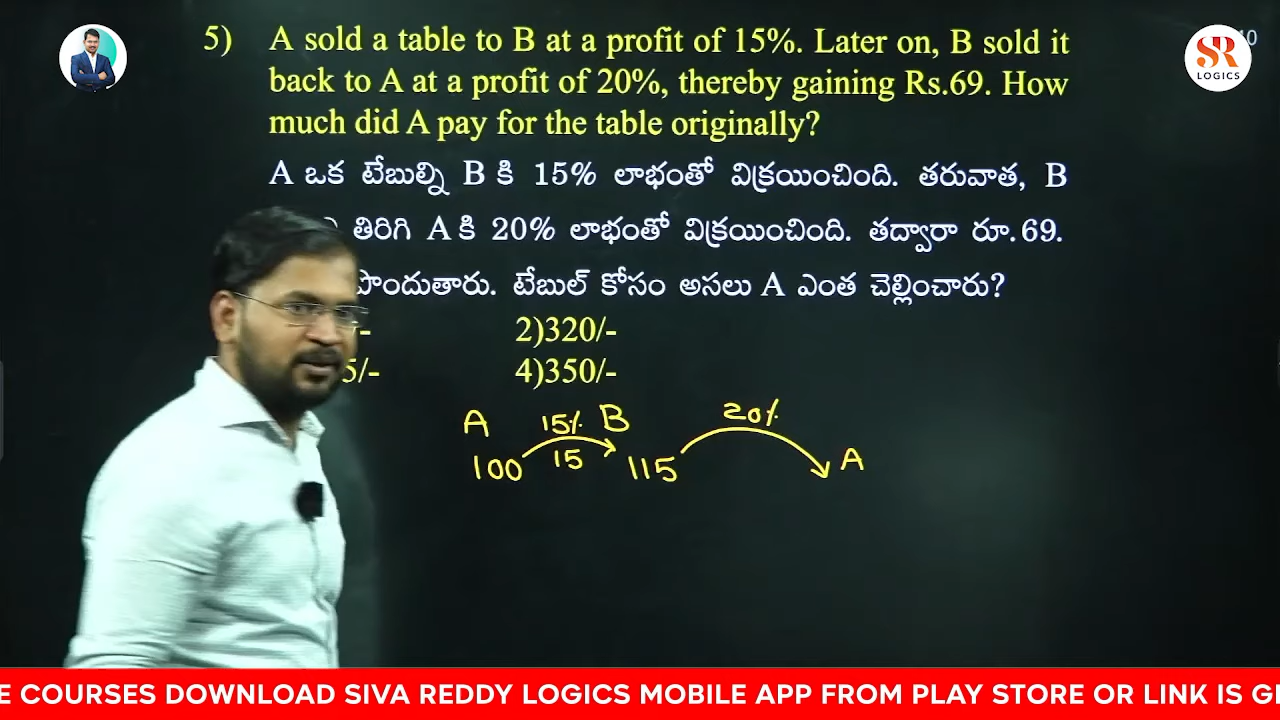 5) A sold a table to B at a profit of 15%. Later on, B sold it
back to A at a profit of 20%, thereby gaining Rs.69. How
much did A pay for the table originally?
A ఒక టేబుల్ని B కి 15% లాభంతో విక్రయించింది. తరువాత, B
తిరిగి A కి 20% లాభంతో విక్రయించింది. తద్వారా రూ.69.
పొందుతారు. టేబుల్ కోసం అసలు A ఎంత చెల్లించారు?
-
2)320/-
5/-
4)350/-
A 15% B 20%
100 15 115 A
SR
LOGICS
E COURSES DOWNLOAD SIVA REDDY LOGICS MOBILE APP FROM PLAY STORE OR LINK IS GI